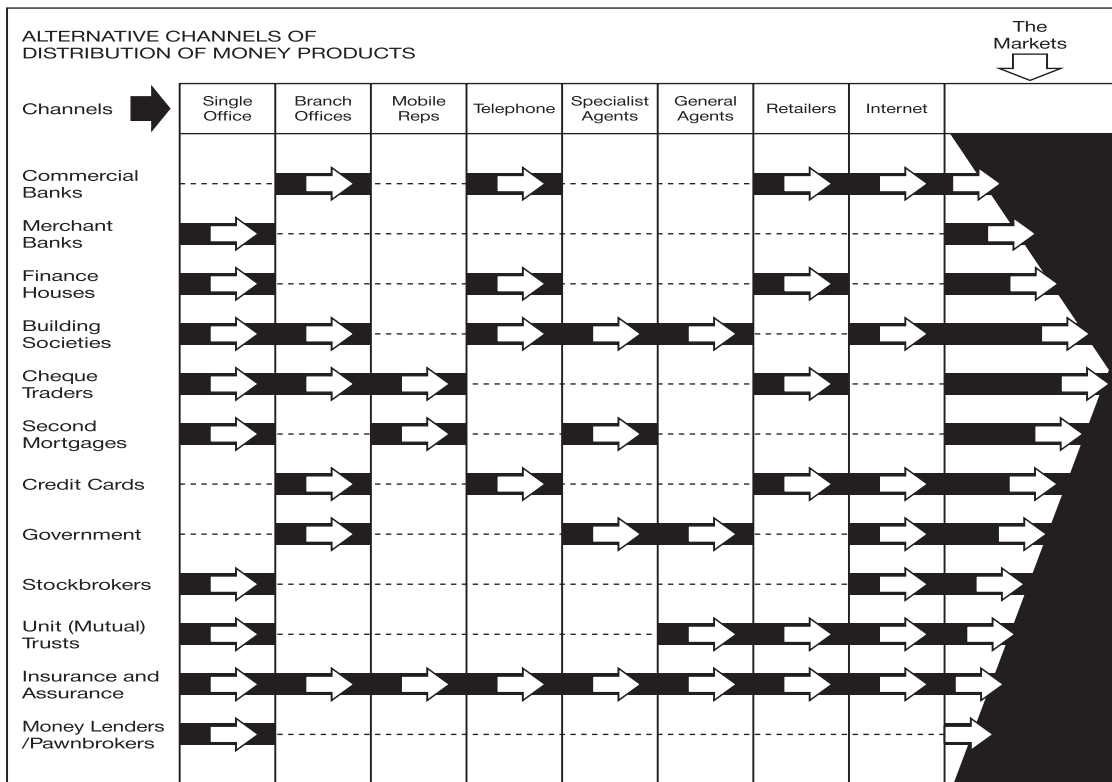 ALTERNATIVE CHANNELS OF
DISTRIBUTION OF MONEY PRODUCTS
The
Markets
Channels
Single
Office
Branch
Offices
Mobile
Reps
Telephone
Specialist
Agents
General
Agents
Retailers
Internet
Commercial
Banks
Merchant
Banks
Finance
Houses
Building
Societies
Cheque
Traders
Second
Mortgages
Credit Cards
Government
Stockbrokers
Unit (Mutual)
Trusts
Insurance and
Assurance
Money Lenders
/Pawnbrokers